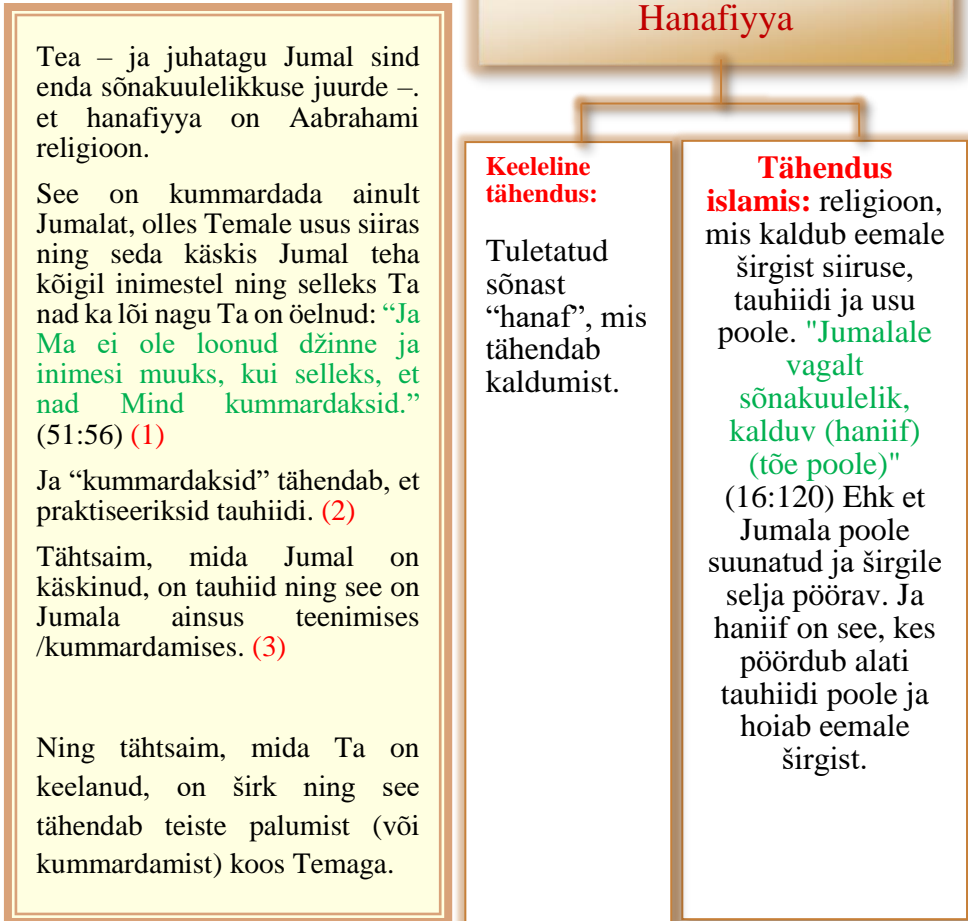 Tea – ja juhatagu Jumal sind
enda sõnakuulelikkuse juurde –.
et hanafiyya on Aabrahami
religioon.
See on kummardada ainult
Jumalat, olles Temale usus siiras
ning seda käskis Jumal teha
kõigil inimestel ning selleks Ta
nad ka lõi nagu Ta on öelnud: “Ja
Ma ei ole loonud džinne ja
inimesi muuks, kui selleks, et
nad Mind kummardaksid.”
(51:56) (1)
Ja “kummardaksid” tähendab, et
praktiseeriksid tauhiidi. (2)
Tähtsaim, mida Jumal on
käskinud, on tauhiid ning see on
Jumala ainsus teenimises
/kummardamises. (3)
Ning tähtsaim, mida Ta on
keelanud, on širk ning see
tähendab teiste palumist (või
kummardamist) koos Temaga.
Hanafiyya
Keeleline
tähendus:
Tuletatud
sõnast
“hanaf”, mis
tähendab
kaldumist.
Tähendus
islamis: religioon,
mis kaldub eemale
širgist siiruse,
tauhiidi ja usu
poole. "Jumalale
vagalt
sõnakuulelik,
kalduv (haniif)
(tõe poole)"
(16:120) Ehk et
Jumala poole
suunatud ja širgile
selja pöörav. Ja
haniif on see, kes
pöördub alati
tauhiidi poole ja
hoiab eemale
širgist.